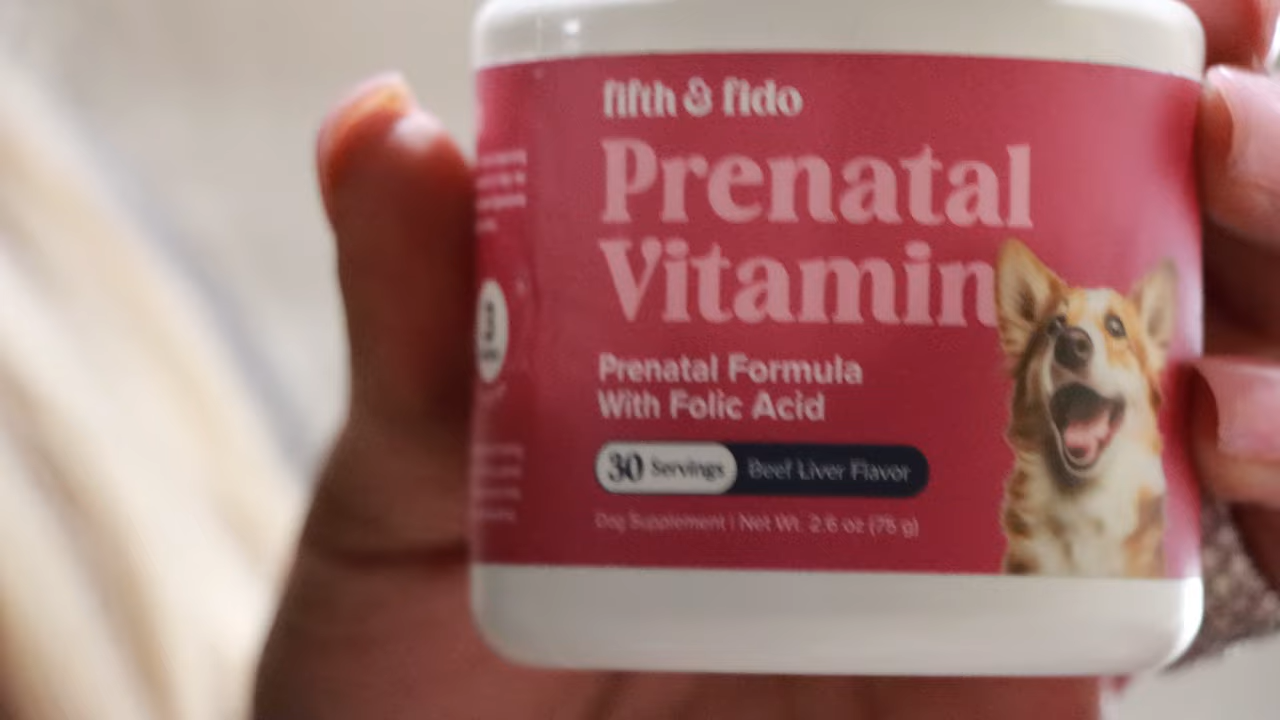 fifth & fido
Prenatal
Vitamin
Prenatal Formula
With Folic Acid
30 Servings Beef Liver Flavor
Dog Supplement | Net Wt. 2.6 oz (75 g)